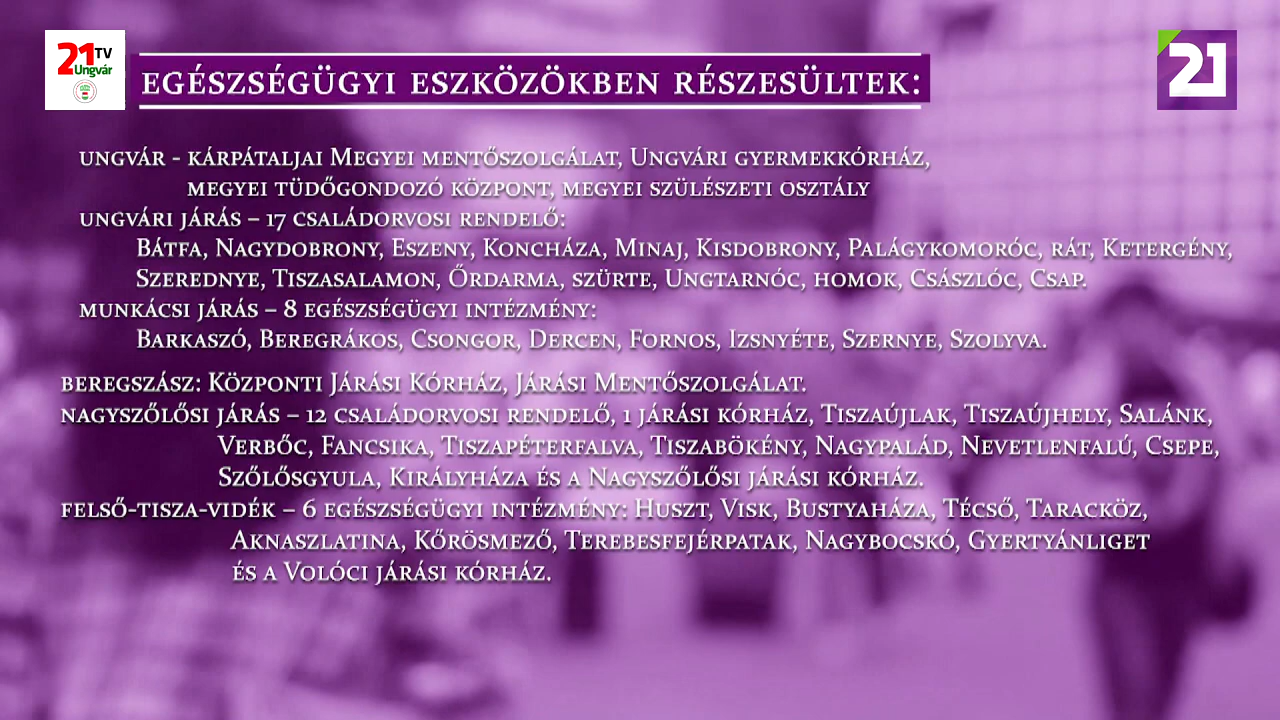 21TV
Ungvár
21
EGÉSZSÉGÜGYI ESZKÖZÖKBEN RÉSZESÜLTEK:
UNGVÁR - KÁRPÁTALJAI MEGYEI MENTŐSZOLGÁLAT, UNGVÁRI GYERMEKKÓRHÁZ,
MEGYEI TÜDŐGONDOZÓ KÖZPONT, MEGYEI SZÜLÉSZETI OSZTÁLY
UNGVÁRI JÁRÁS – 17 CSALÁDORVOSI RENDELŐ:
BÁTFA, NAGYDOBRONY, ESZENY, KONCHÁZA, MINAJ, KISDOBRONY, PALÁGYKOMORÓC, RÁT, KETERGÉNY,
SZEREDNYE, TISZASALAMON, ŐRDARMA, SZÜRTE, UNGTARNÓC, HOMOK, CSÁSZLÓC, CSAP.
MUNKÁCSI JÁRÁS – 8 EGÉSZSÉGÜGYI INTÉZMÉNY:
BARKASZÓ, BEREGRÁKOS, CSONGOR, DERCEN, FORNOS, IZSNYÉTE, SZERNYE, SZOLYVA.
BEREGSZÁSZ: KÖZPONTI JÁRÁSI KÓRHÁZ, JÁRÁSI MENTŐSZOLGÁLAT.
NAGYSZŐLŐSI JÁRÁS – 12 CSALÁDORVOSI RENDELŐ, 1 JÁRÁSI KÓRHÁZ, TISZAÚJLAK, TISZAÚJHELY, SALÁNK,
VERBŐC, FANCSIKA, TISZAPÉTERFALVA, TISZABÖKÉNY, NAGYPALÁD, NEVETLENFALÚ, CSEPE,
SZŐLŐSGYULA, KIRÁLYHÁZA ÉS A NAGYSZŐLŐSI JÁRÁSI KÓRHÁZ.
FELSŐ-TISZA-VIDÉK – 6 EGÉSZSÉGÜGYI INTÉZMÉNY: HUSZT, VISK, BUSTYAHÁZA, TÉCSŐ, TARACKÖZ,
AKNASZLATINA, KŐRÖSMEZŐ, TEREBESFEJÉRPATAK, NAGYBOCSKÓ, GYERTYÁNLIGET
ÉS A VOLÓCI JÁRÁSI KÓRHÁZ.